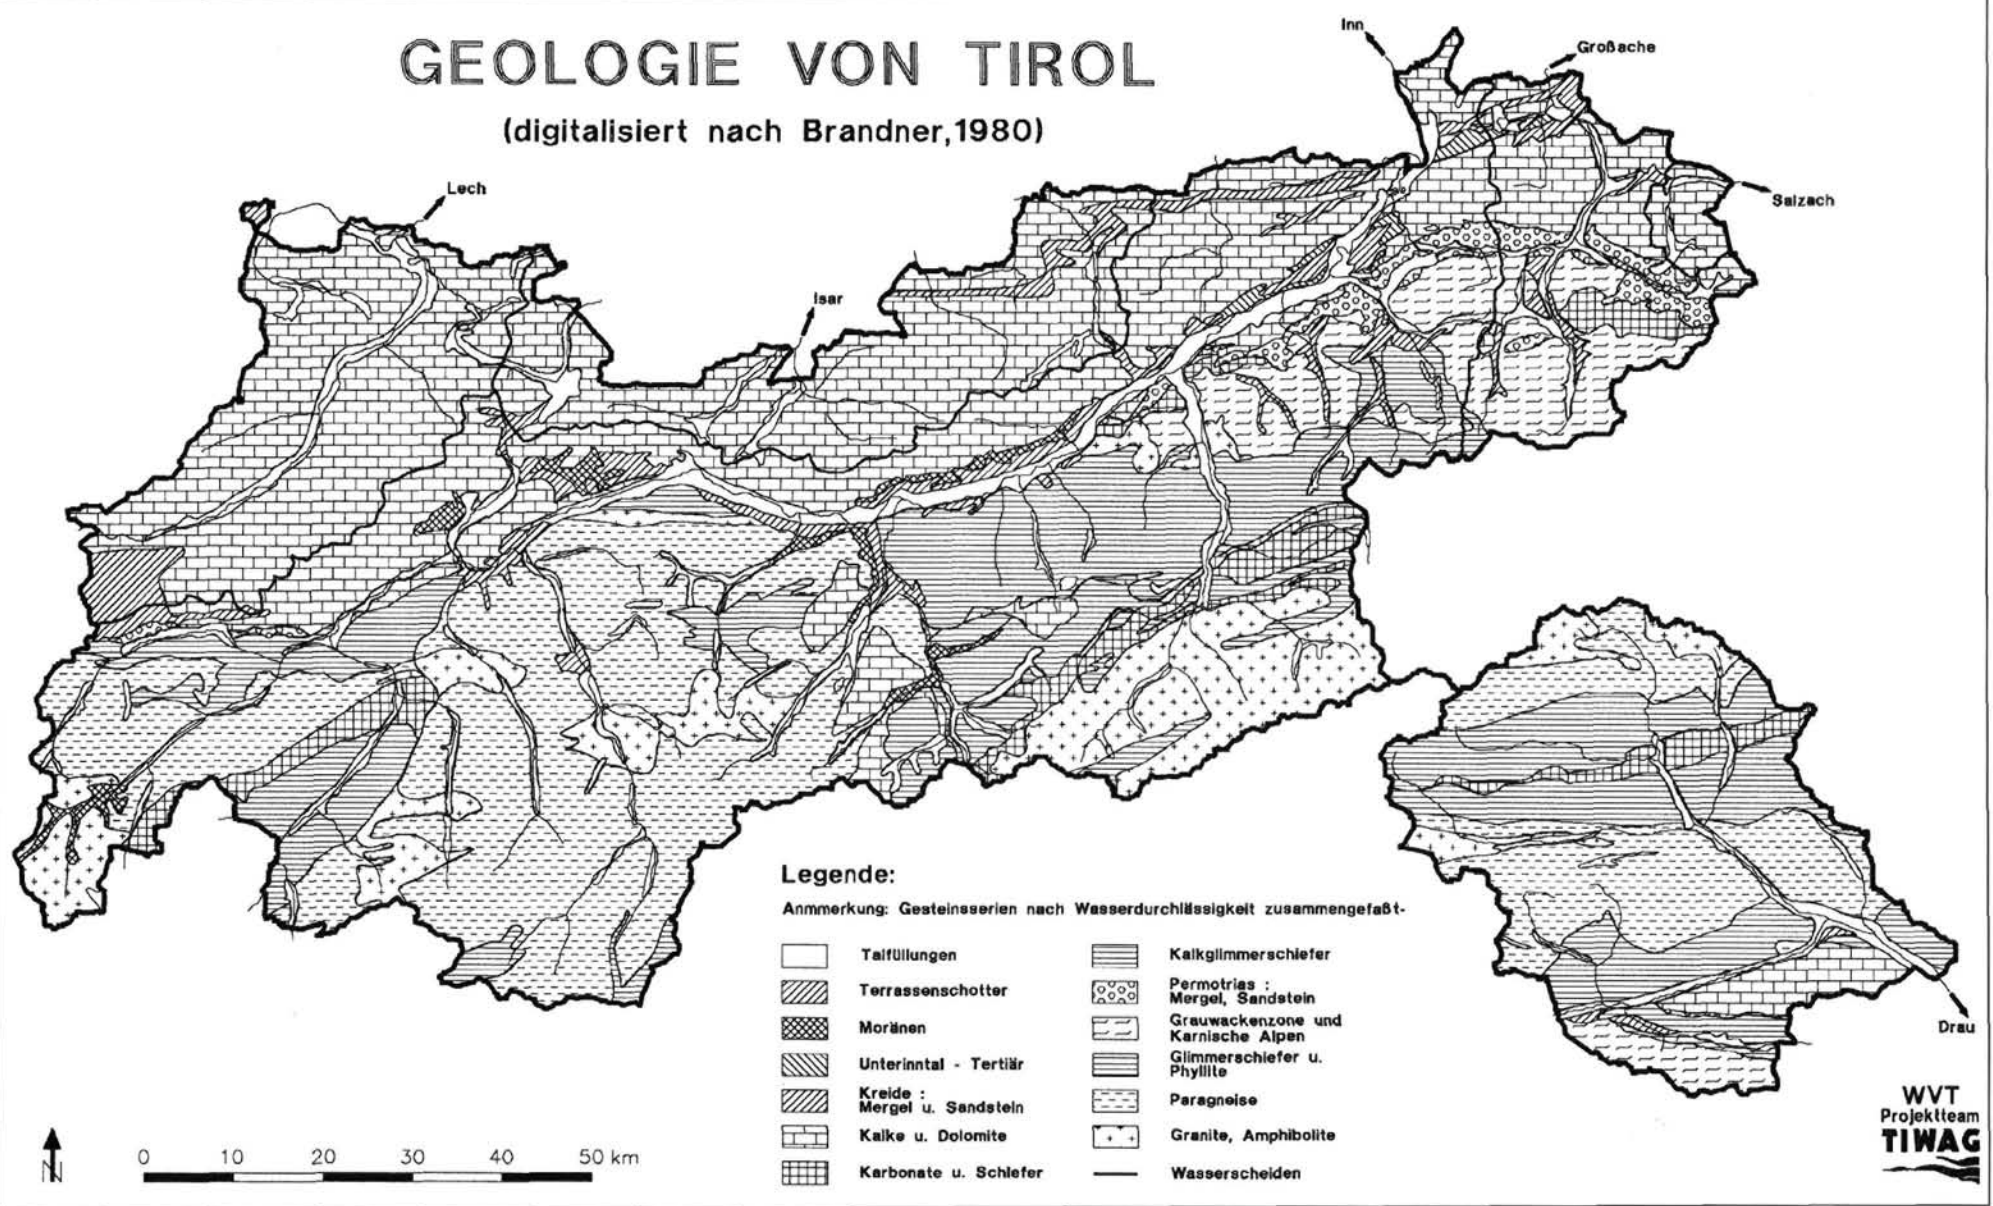 GEOLOGIE VON TIROL
(digitalisiert nach Brandner,1980)
Inn
Großache
Lech
Salzach
Isar
Legende:
Anmmerkung: Gesteinsserien nach Wasserdurchlässigkeit zusammengefaßt-
Talfüllungen
Terrassenschotter
Moränen
Unterinntal - Tertiär
Kreide :
Mergel u. Sandstein
Kalke u. Dolomite
Karbonate u. Schiefer
Kalkglimmerschiefer
Permotrias :
Mergel, Sandstein
Grauwackenzone und
Karnische Alpen
Glimmerschiefer u.
Phyllite
Paragneise
Granite, Amphibolite
Wasserscheiden
Drau
N
0 10 20 30 40 50 km
WVT
Projektteam
TIWAG